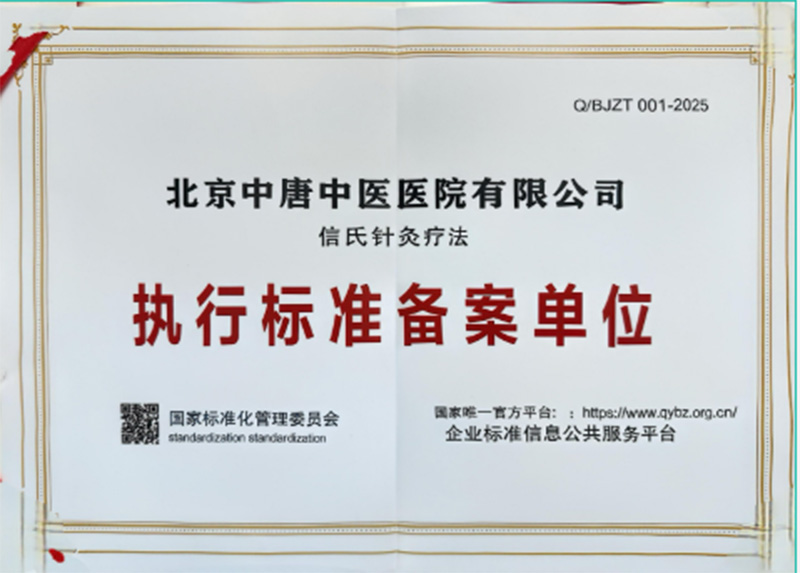 Q/BJZT 001-2025
北京中唐中医医院有限公司
信氏针灸疗法
执行标准备案单位
国家标准化管理委员会
standardization standardization
国家唯一官方平台：：https://www.qybz.org.cn/
企业标准信息公共服务平台